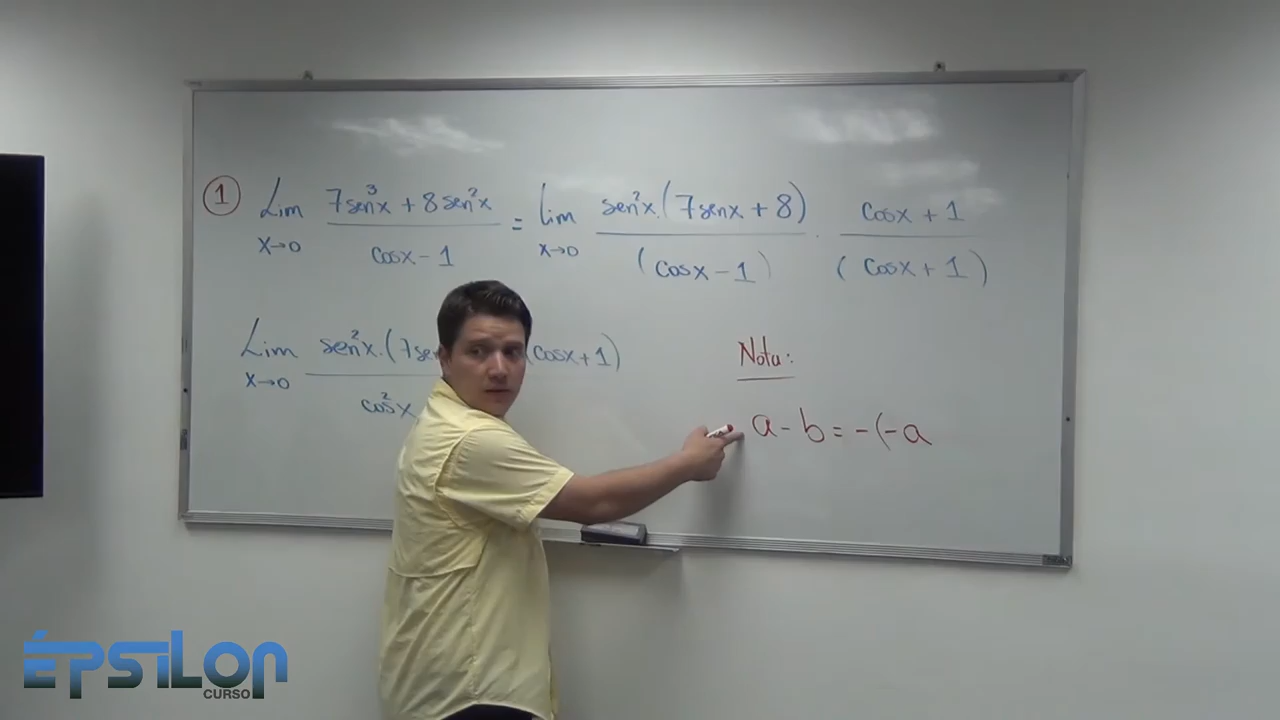 1 Lim x→0 (7sen³x + 8sen²x)/(cosx - 1) = Lim x→0 (sen²x.(7senx + 8))/((cosx - 1)) . (cosx + 1)/((cosx + 1))
Lim x→0 sen²x.(7sen (cosx+1)
cos²x
Nota:
a - b = -(-a
ÉPSILON
CURSO